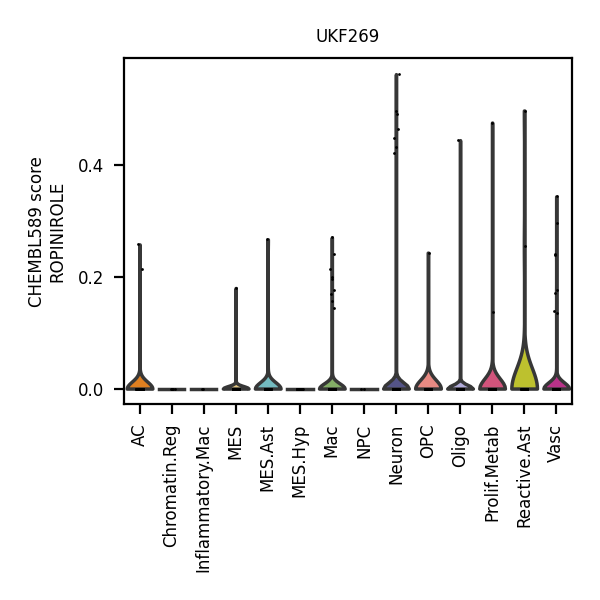 UKF269
CHEMBL589 score
ROPINIROLE
0.4
0.2
0.0
AC
Chromatin.Reg
Inflammatory.Mac
MES
MES.Ast
MES.Hyp
Mac
NPC
Neuron
OPC
Oligo
Prolif.Metab
Reactive.Ast
Vasc